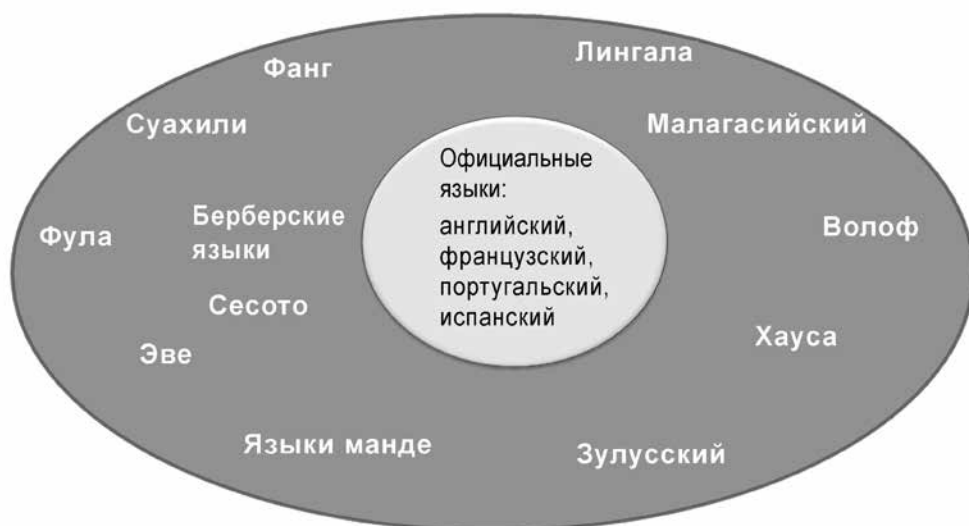 Фанг
Лингала
Суахили
Малагасийский
Официальные
языки:
английский,
французский,
португальский,
испанский
Берберские
языки
Фула
Волоф
Сесото
Эве
Хауса
Языки манде
Зулусский